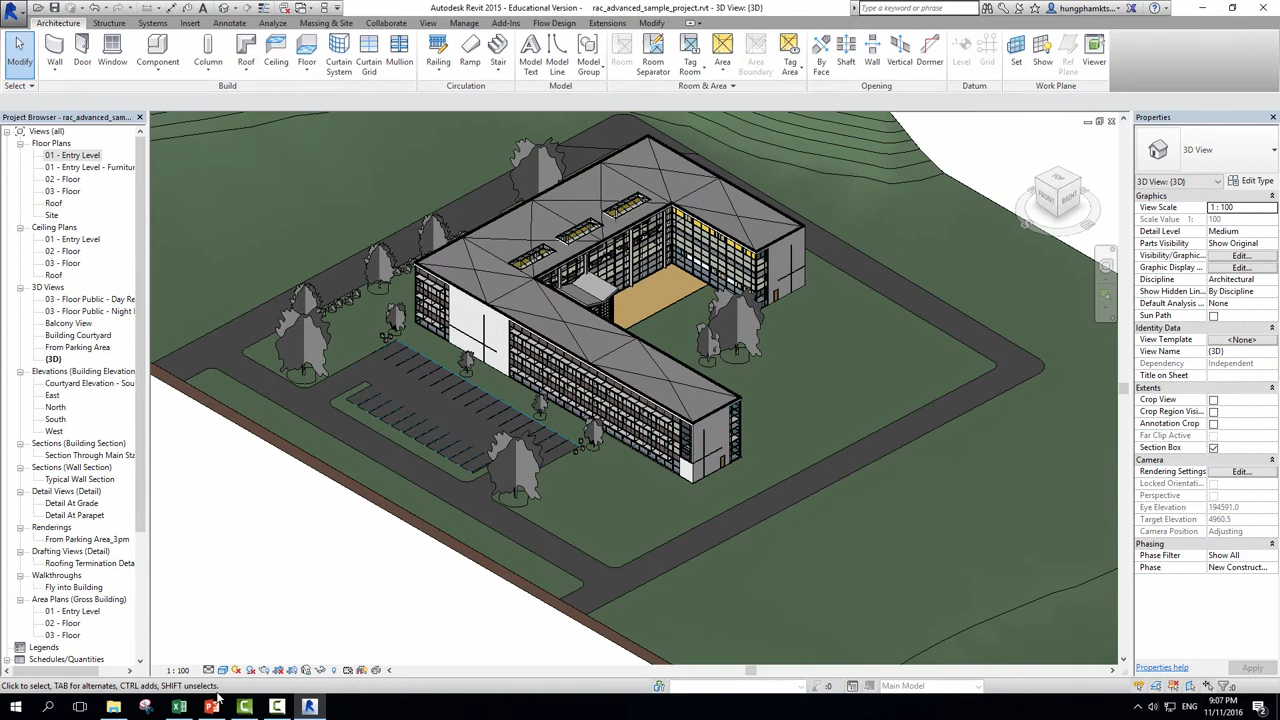 Autodesk Revit 2015 - Educational Version - rac_advanced_sample_project.rvt - 3D View: {3D}
Type a keyword or phrase
hungphamkts...
Architecture Structure Systems Insert Annotate Analyze Massing & Site Collaborate View Manage Add-Ins Flow Design Extensions Modify
Modify Wall Door Window Component Column Roof Ceiling Floor Curtain System Curtain Grid Mullion Railing Ramp Stair Model Text Model Line Model Group Room Room Separator Tag Room Area Area Boundary Tag Area By Face Shaft Wall Vertical Dormer Level Grid Set Show Ref Plane Viewer
Select Build Circulation Model Room & Area Opening Datum Work Plane
Project Browser - rac_advanced_sam...
Views (all)
Floor Plans
01 - Entry Level
01 - Entry Level - Furnitu
02 - Floor
03 - Floor
Roof
Site
Ceiling Plans
01 - Entry Level
02 - Floor
03 - Floor
Roof
3D Views
03 - Floor Public - Day Re
03 - Floor Public - Night I
Balcony View
Building Courtyard
From Parking Area
{3D}
Elevations (Building Elevation)
Courtyard Elevation - Sou
East
North
South
West
Sections (Building Section)
Section Through Main Sta
Sections (Wall Section)
Typical Wall Section
Detail Views (Detail)
Detail At Grade
Detail At Parapet
Renderings
From Parking Area_3pm
Drafting Views (Detail)
Roofing Termination Deta
Walkthroughs
Fly into Building
Area Plans (Gross Building)
01 - Entry Level
02 - Floor
03 - Floor
Legends
Schedules/Quantities
TOP
FRONT
RIGHT
Properties
3D View
3D View: {3D} Edit Type
Graphics
View Scale 1 : 100
Scale Value 1: 100
Detail Level Medium
Parts Visibility Show Original
Visibility/Graphic... Edit...
Graphic Display ... Edit...
Discipline Architectural
Show Hidden Lin... By Discipline
Default Analysis ... None
Sun Path
Identity Data
View Template <None>
View Name {3D}
Dependency Independent
Title on Sheet
Extents
Crop View
Crop Region Visi...
Annotation Crop
Far Clip Active
Section Box
Camera
Rendering Settings Edit...
Locked Orientati...
Perspective
Eye Elevation 194591.0
Target Elevation 4960.5
Camera Position Adjusting
Phasing
Phase Filter Show All
Phase New Construct...
Properties help Apply
1 : 100
Click to select, TAB for alternates, CTRL adds, SHIFT unselects.
:0
Main Model
:0
ENG
9:07 PM
11/11/2016